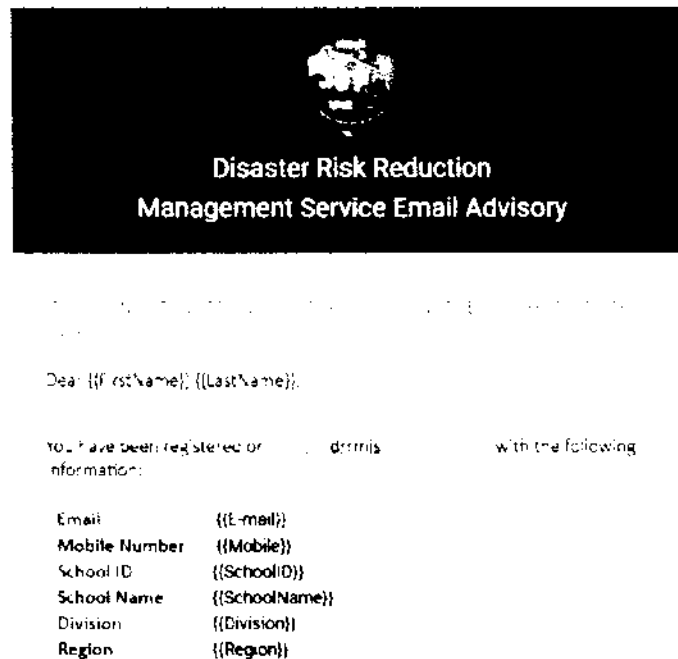 Disaster Risk Reduction
Management Service Email Advisory
Dear {{FirstName}} {{LastName}},
You have been registered on with the following
information:
Email {{E-mail}}
Mobile Number {{Mobile}}
School ID {{SchoolID}}
School Name {{SchoolName}}
Division {{Division}}
Region {{Region}}